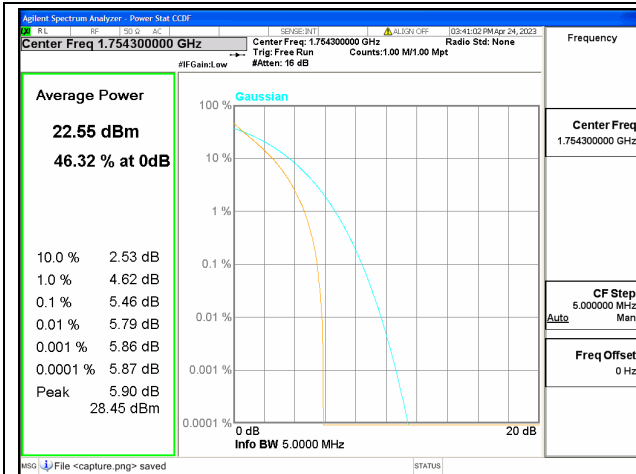 Agilent Spectrum Analyzer - Power Stat CCDF
RL RF 50 Ω AC SENSE:INT ALIGN OFF 03:41:02 PM Apr 24, 2023
Center Freq 1.754300000 GHz
Center Freq: 1.754300000 GHz Radio Std: None
Trig: Free Run Counts:1.00 M/1.00 Mpt
#IFGain:Low #Atten: 16 dB
Frequency
Average Power
22.55 dBm
46.32 % at 0dB
10.0 % 2.53 dB
1.0 % 4.62 dB
0.1 % 5.46 dB
0.01 % 5.79 dB
0.001 % 5.86 dB
0.0001 % 5.87 dB
Peak 5.90 dB
28.45 dBm
Gaussian
100 %
10 %
1 %
0.1 %
0.01 %
0.001 %
0.0001 %
0 dB 20 dB
Info BW 5.0000 MHz
Center Freq
1.754300000 GHz
CF Step
5.000000 MHz
Auto Man
Freq Offset
0 Hz
MSG File <capture.png> saved STATUS